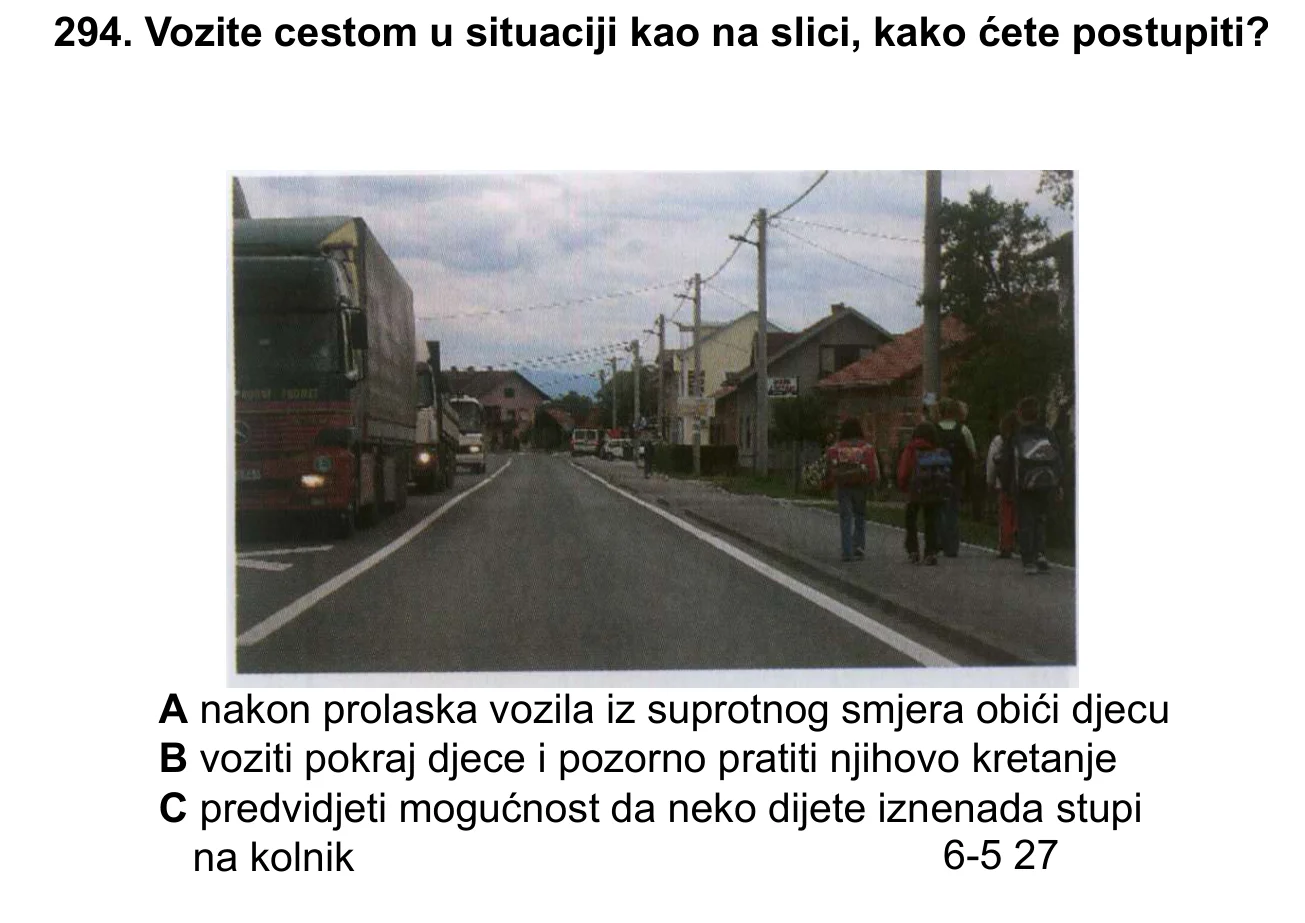 294. Vozite cestom u situaciji kao na slici, kako ćete postupiti?
A nakon prolaska vozila iz suprotnog smjera obići djecu
B voziti pokraj djece i pozorno pratiti njihovo kretanje
C predvidjeti mogućnost da neko dijete iznenada stupi
na kolnik
6-5 27